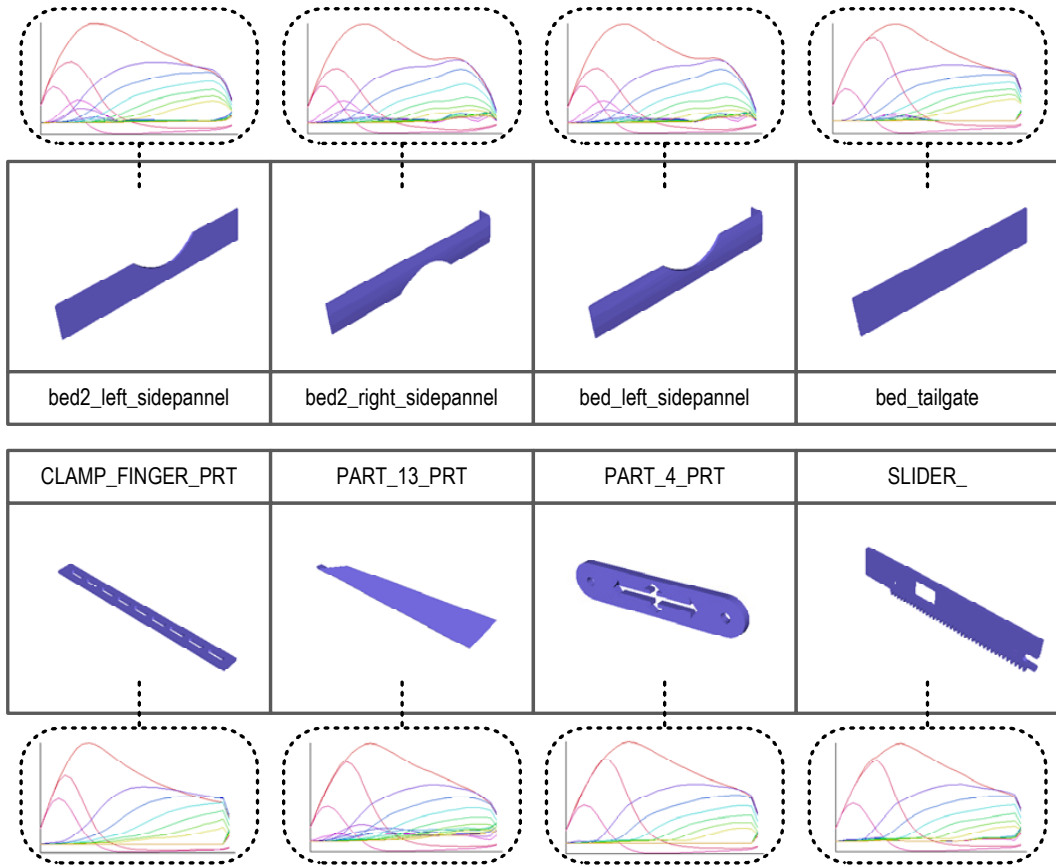 bed2_left_sidepannel
bed2_right_sidepannel
bed_left_sidepannel
bed_tailgate
CLAMP_FINGER_PRT
PART_13_PRT
PART_4_PRT
SLIDER_